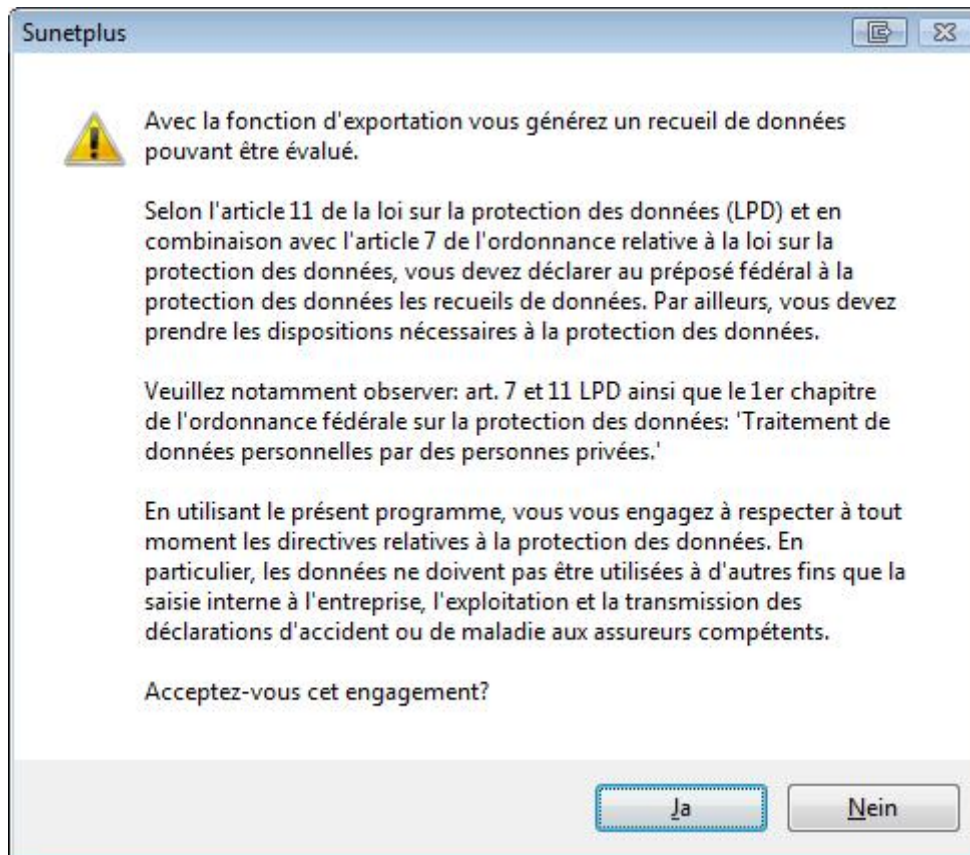 Sunetplus
Avec la fonction d'exportation vous générez un recueil de données
pouvant être évalué.
Selon l'article 11 de la loi sur la protection des données (LPD) et en
combinaison avec l'article 7 de l'ordonnance relative à la loi sur la
protection des données, vous devez déclarer au préposé fédéral à la
protection des données les recueils de données. Par ailleurs, vous devez
prendre les dispositions nécessaires à la protection des données.
Veuillez notamment observer: art. 7 et 11 LPD ainsi que le 1er chapitre
de l'ordonnance fédérale sur la protection des données: 'Traitement de
données personnelles par des personnes privées.'
En utilisant le présent programme, vous vous engagez à respecter à tout
moment les directives relatives à la protection des données. En
particulier, les données ne doivent pas être utilisées à d'autres fins que la
saisie interne à l'entreprise, l'exploitation et la transmission des
déclarations d'accident ou de maladie aux assureurs compétents.
Acceptez-vous cet engagement?
Ja
Nein